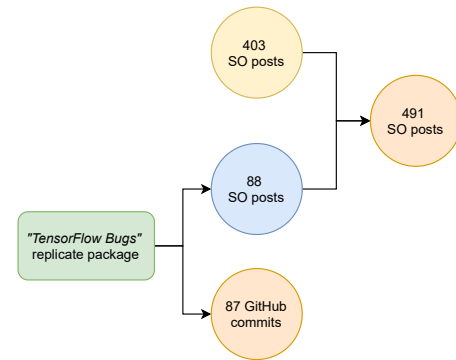 403
SO posts
491
SO posts
88
SO posts
"TensorFlow Bugs"
replicate package
87 GitHub
commits